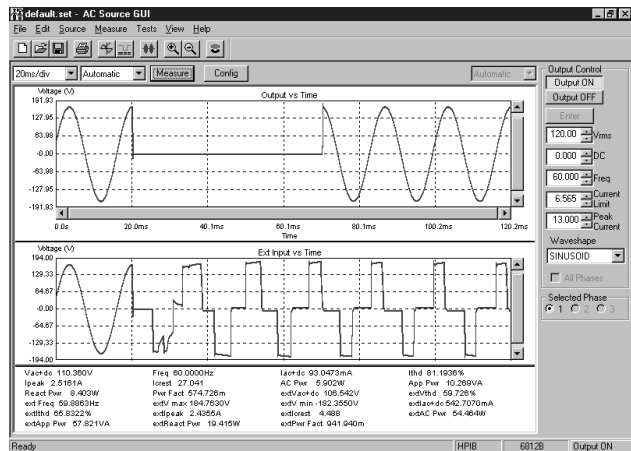 default.set - AC Source GUI
File Edit Source Measure Tests View Help
20ms/div Automatic Measure Config Automatic
Output Control
Output ON
Output OFF
Enter
120.00 Vrms
0.000 DC
60.000 Freq
6.565 Current Limit
13.000 Peak Current
Waveshape
SINUSOID
All Phases
Selected Phase
1 2 3
Voltage (V)
Output vs Time
191.93
127.95
63.98
-0.00
-63.98
-127.95
-191.93
0.0s 20.0ms 40.1ms 60.1ms 80.1ms 100.2ms 120.2ms
Time
Voltage (V)
Ext Input vs Time
194.00
129.33
64.67
-0.00
-64.67
-129.33
-194.00
Vac+dc 110.360V Freq 60.0000Hz Iac+dc 93.0473mA Ithd 81.1936%
Ipeak 2.5161A Icrest 27.041 AC Pwr 5.902W App Pwr 10.269VA
React Pwr 8.403W Pwr Fact 574.726m extVac+dc 106.542V extVthd 59.726%
ext Freq 59.8863Hz extV max 184.7630V extV min -182.3550V extIac+dc 542.7070mA
extIthd 65.8322% extIpeak 2.4355A extIcrest 4.488 extAC Pwr 54.464W
extApp Pwr 57.821VA extReact Pwr 19.415W extPwr Fact 941.940m
Ready HPIB 6812B Output ON